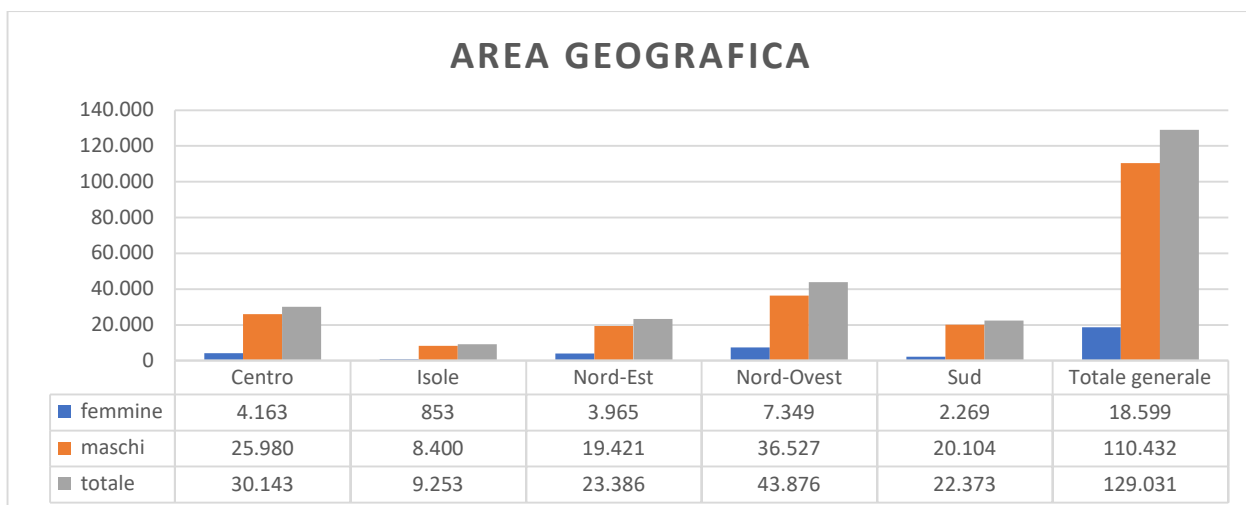 AREA GEOGRAFICA
140.000
120.000
100.000
80.000
60.000
40.000
20.000
0
Centro Isole Nord-Est Nord-Ovest Sud Totale generale
femmine 4.163 853 3.965 7.349 2.269 18.599
maschi 25.980 8.400 19.421 36.527 20.104 110.432
totale 30.143 9.253 23.386 43.876 22.373 129.031